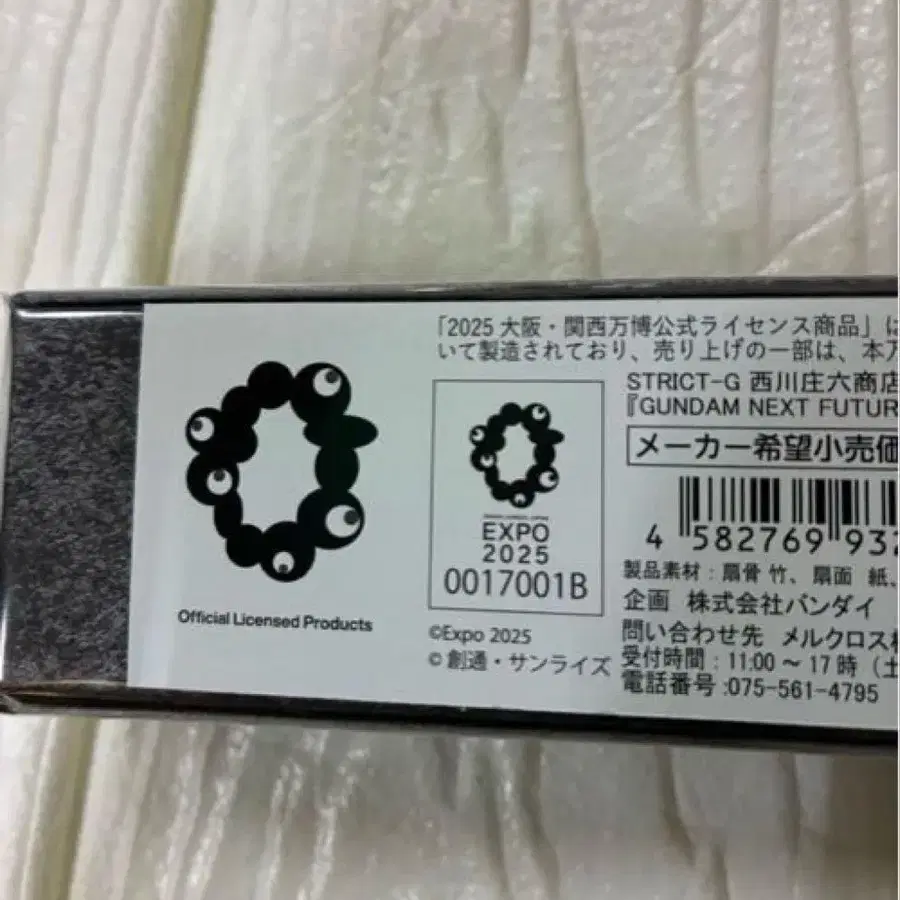 「2025 大阪・関西万博公式ライセンス商品」に
いて製造されており、売り上げの一部は、本万
STRICT-G 西川庄六商店
『GUNDAM NEXT FUTUR
メーカー希望小売価
4 582769 932
製品素材：扇骨 竹、扇面 紙、
企画 株式会社バンダイ
問い合わせ先 メルクロス株
受付時間：11:00～17時（土
電話番号:075-561-4795
EXPO
2025
0017001B
©Expo 2025
©創通・サンライズ
Official Licensed Products